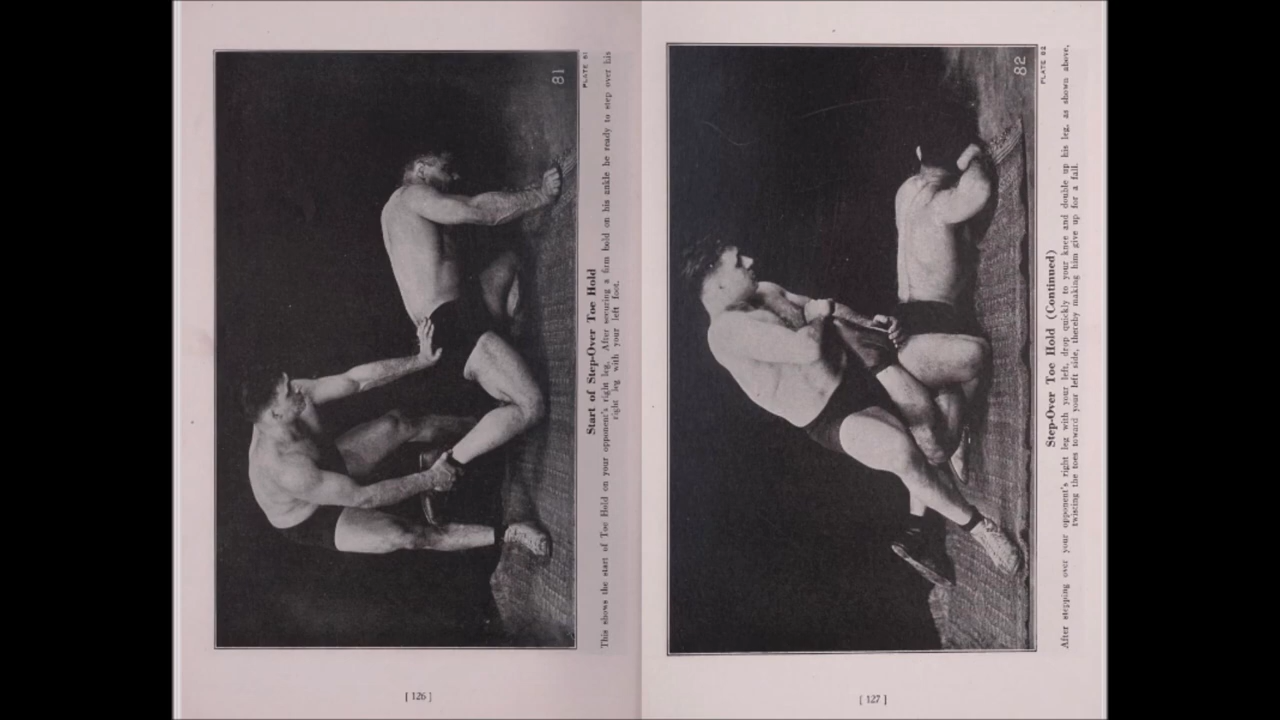 81
PLATE 81
Start of Step-Over Toe Hold
This shows the start of Toe Hold on your opponent's right leg. After securing a firm hold on his ankle be ready to step over his
right leg with your left foot.
[ 126 ]
82
PLATE 82
Step-Over Toe Hold (Continued)
After stepping over your opponent's right leg with your left, drop quickly to your knee and double up his leg, as shown above,
twisting the toes toward your left side, thereby making him give up for a fall.
[ 127 ]